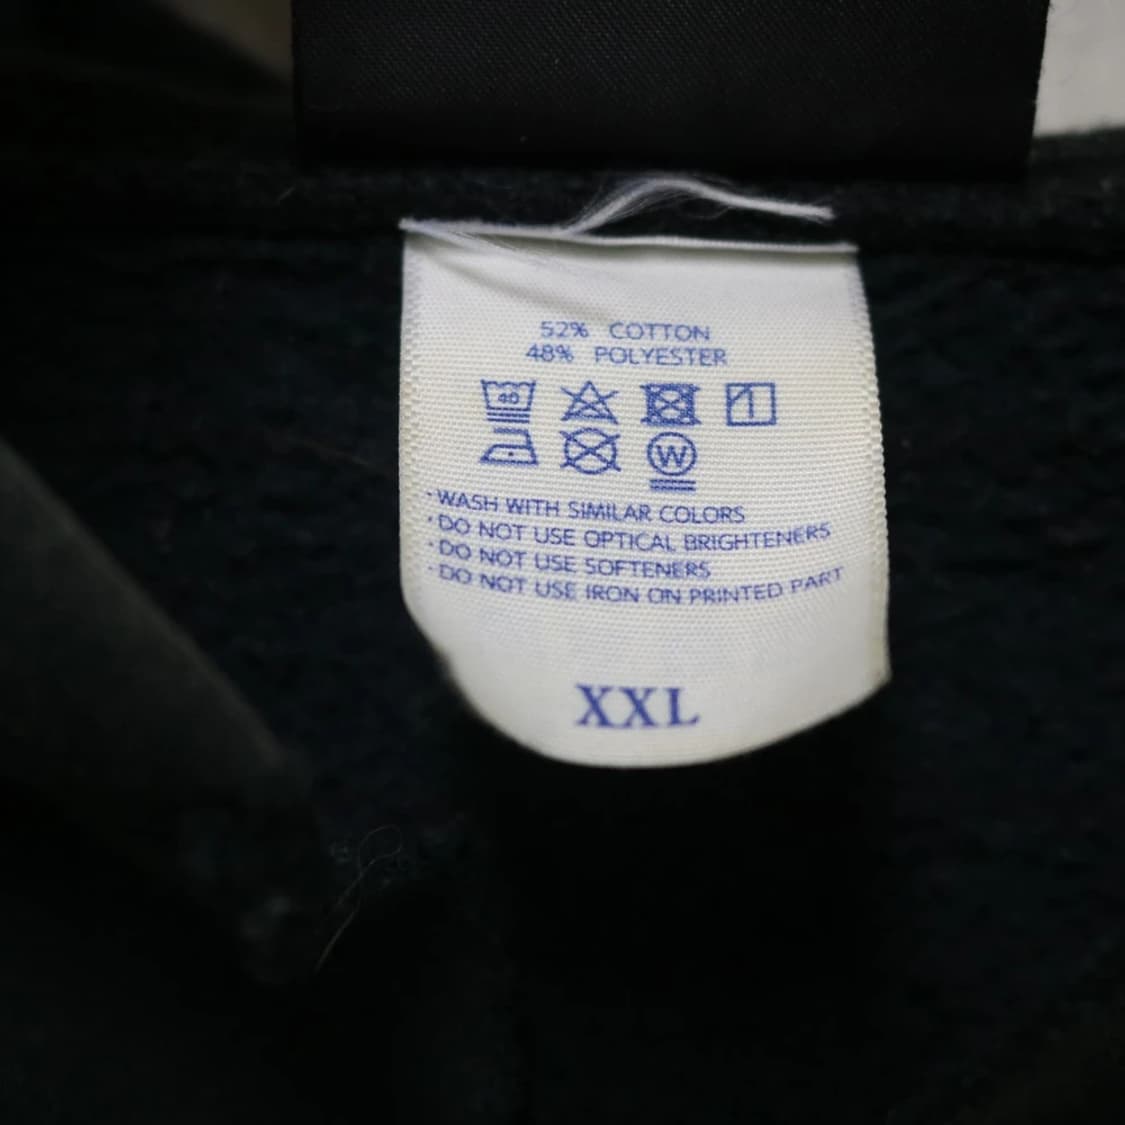 52% COTTON
48% POLYESTER
40
W
·WASH WITH SIMILAR COLORS
·DO NOT USE OPTICAL BRIGHTENERS
·DO NOT USE SOFTENERS
·DO NOT USE IRON ON PRINTED PART
XXL